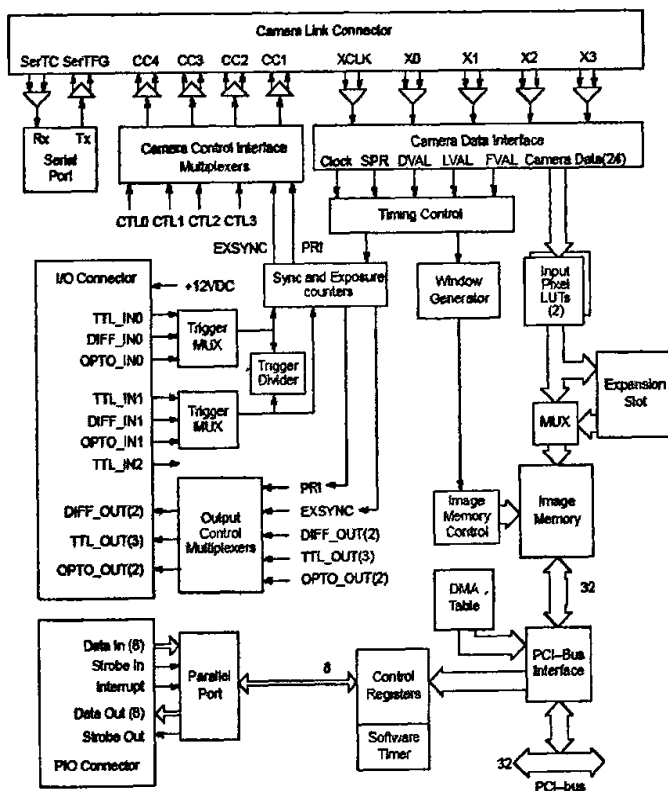 Camera Link Connector
SerTC SerTFG CC4 CC3 CC2 CC1 XCLK X0 X1 X2 X3
Rx Tx
Serial
Port
Camera Control Interface
Multiplexers
Camera Data Interface
Clock SPR DVAL LVAL FVAL Camera Data(24)
Timing Control
CTL0 CTL1 CTL2 CTL3
EXSYNC PRI
I/O Connector
+12VDC
Sync and Exposure
counters
Window
Generator
Input
Pixel
LUTs
(2)
TTL_IN0
DIFF_IN0
OPTO_IN0
Trigger
MUX
Trigger
Divider
Expansion
Slot
TTL_IN1
DIFF_IN1
OPTO_IN1
Trigger
MUX
MUX
TTL_IN2
PRI
EXSYNC
DIFF_OUT(2)
TTL_OUT(3)
OPTO_OUT(2)
Output
Control
Multiplexers
DIFF_OUT(2)
TTL_OUT(3)
OPTO_OUT(2)
Image
Memory
Control
Image
Memory
32
DMA
Table
PCI-Bus
Interface
Data In (8)
Strobe In
Interrupt
Data Out (8)
Strobe Out
PIO Connector
Parallel
Port
8
Control
Registers
Software
Timer
32
PCI-bus